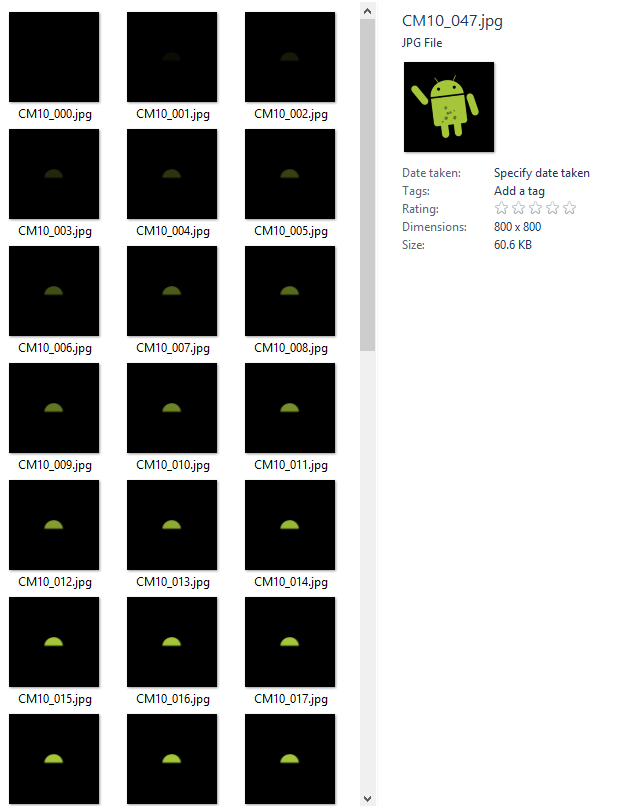 CM10_000.jpg CM10_001.jpg CM10_002.jpg
CM10_003.jpg CM10_004.jpg CM10_005.jpg
CM10_006.jpg CM10_007.jpg CM10_008.jpg
CM10_009.jpg CM10_010.jpg CM10_011.jpg
CM10_012.jpg CM10_013.jpg CM10_014.jpg
CM10_015.jpg CM10_016.jpg CM10_017.jpg
CM10_047.jpg
JPG File
Date taken: Specify date taken
Tags: Add a tag
Rating:
Dimensions: 800 x 800
Size: 60.6 KB